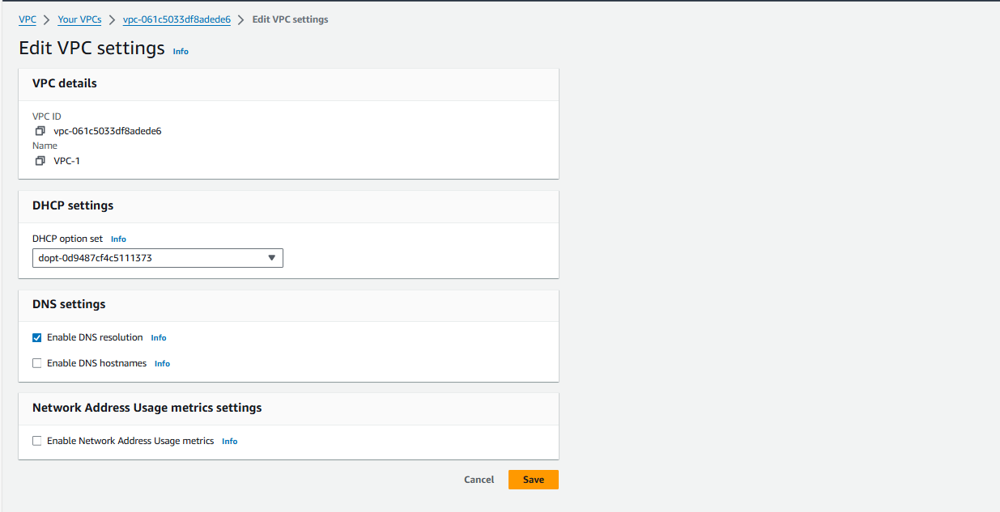 VPC > Your VPCs > vpc-061c5033df8adede6 > Edit VPC settings
Edit VPC settings Info
VPC details
VPC ID
vpc-061c5033df8adede6
Name
VPC-1
DHCP settings
DHCP option set Info
dopt-0d9487cf4c5111373
DNS settings
Enable DNS resolution Info
Enable DNS hostnames Info
Network Address Usage metrics settings
Enable Network Address Usage metrics Info
Cancel Save